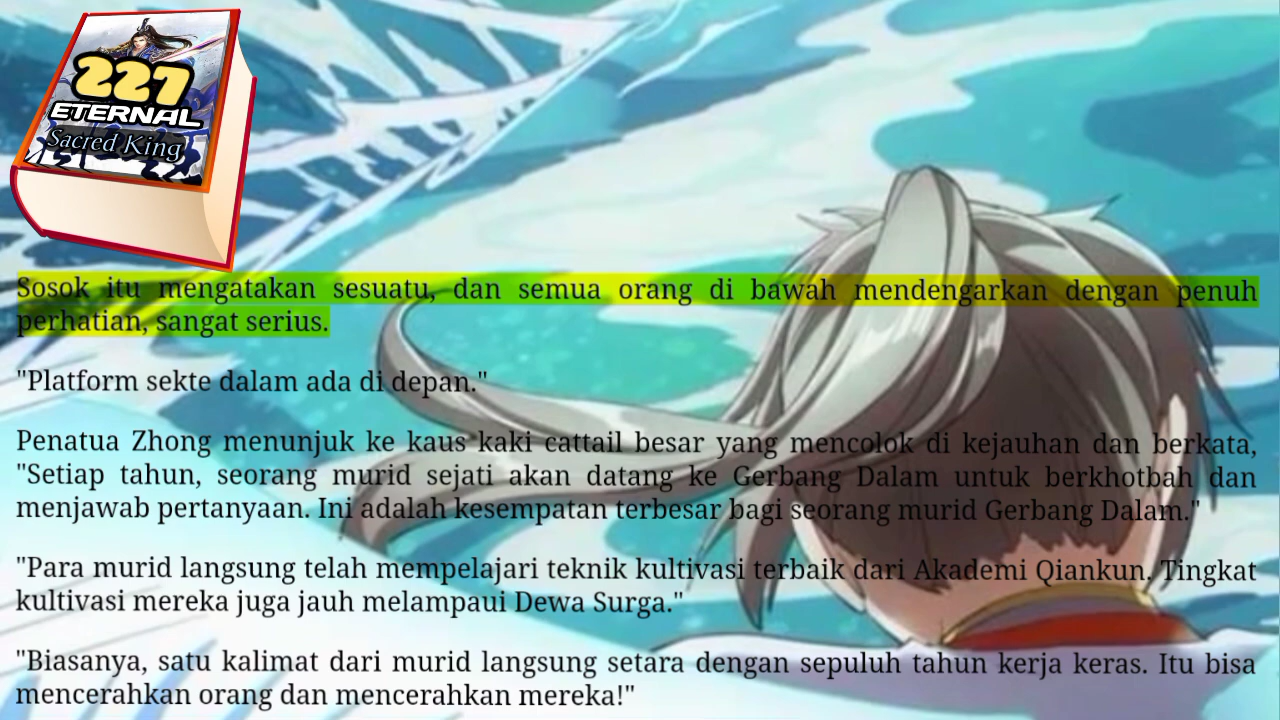 227
ETERNAL
Sacred King
Sosok itu mengatakan sesuatu, dan semua orang di bawah mendengarkan dengan penuh
perhatian, sangat serius.
"Platform sekte dalam ada di depan."
Penatua Zhong menunjuk ke kaus kaki cattail besar yang mencolok di kejauhan dan berkata,
"Setiap tahun, seorang murid sejati akan datang ke Gerbang Dalam untuk berkhotbah dan
menjawab pertanyaan. Ini adalah kesempatan terbesar bagi seorang murid Gerbang Dalam."
"Para murid langsung telah mempelajari teknik kultivasi terbaik dari Akademi Qiankun. Tingkat
kultivasi mereka juga jauh melampaui Dewa Surga."
"Biasanya, satu kalimat dari murid langsung setara dengan sepuluh tahun kerja keras. Itu bisa
mencerahkan orang dan mencerahkan mereka!"